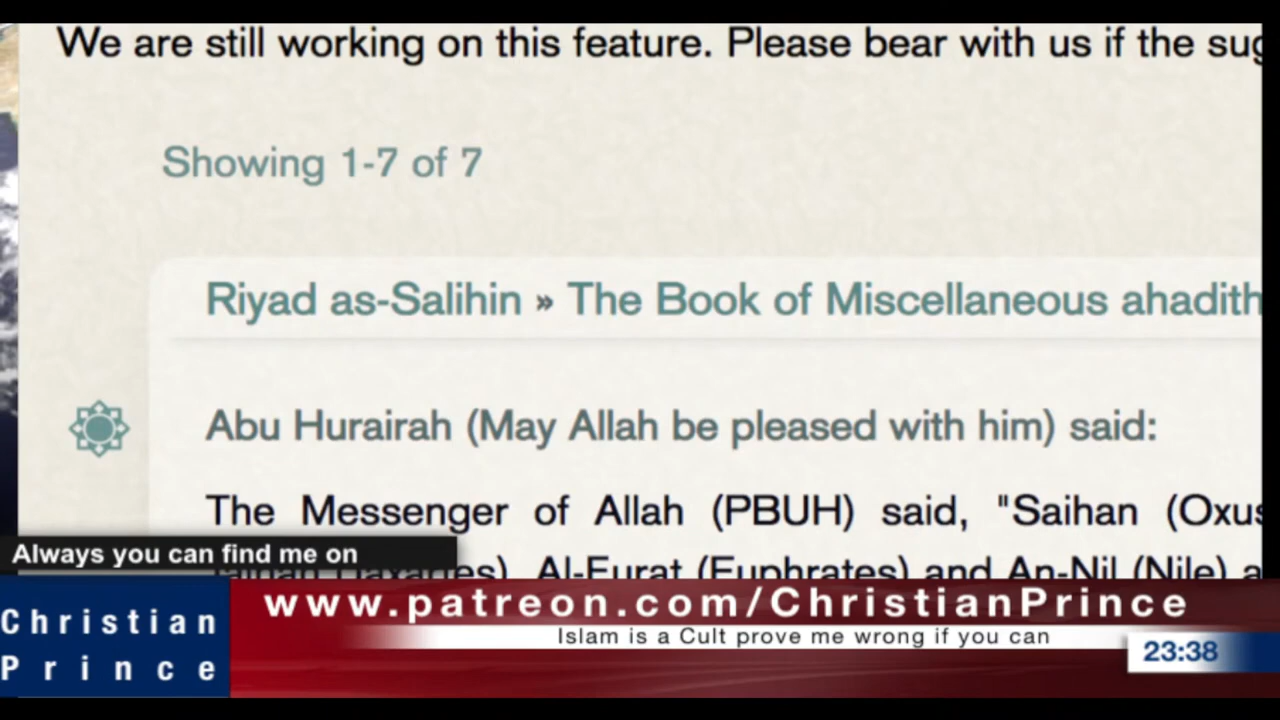 We are still working on this feature. Please bear with us if the
Showing 1-7 of 7
Riyad as-Salihin » The Book of Miscellaneous ahadith
Abu Hurairah (May Allah be pleased with him) said:
The Messenger of Allah (PBUH) said, "Saihan (Oxus
Al-Furat (Euphrates) and An-Nil (Nile)
Always you can find me on
www.patreon.com/ChristianPrince
Christian
Prince
Islam is a Cult prove me wrong if you can
23:38